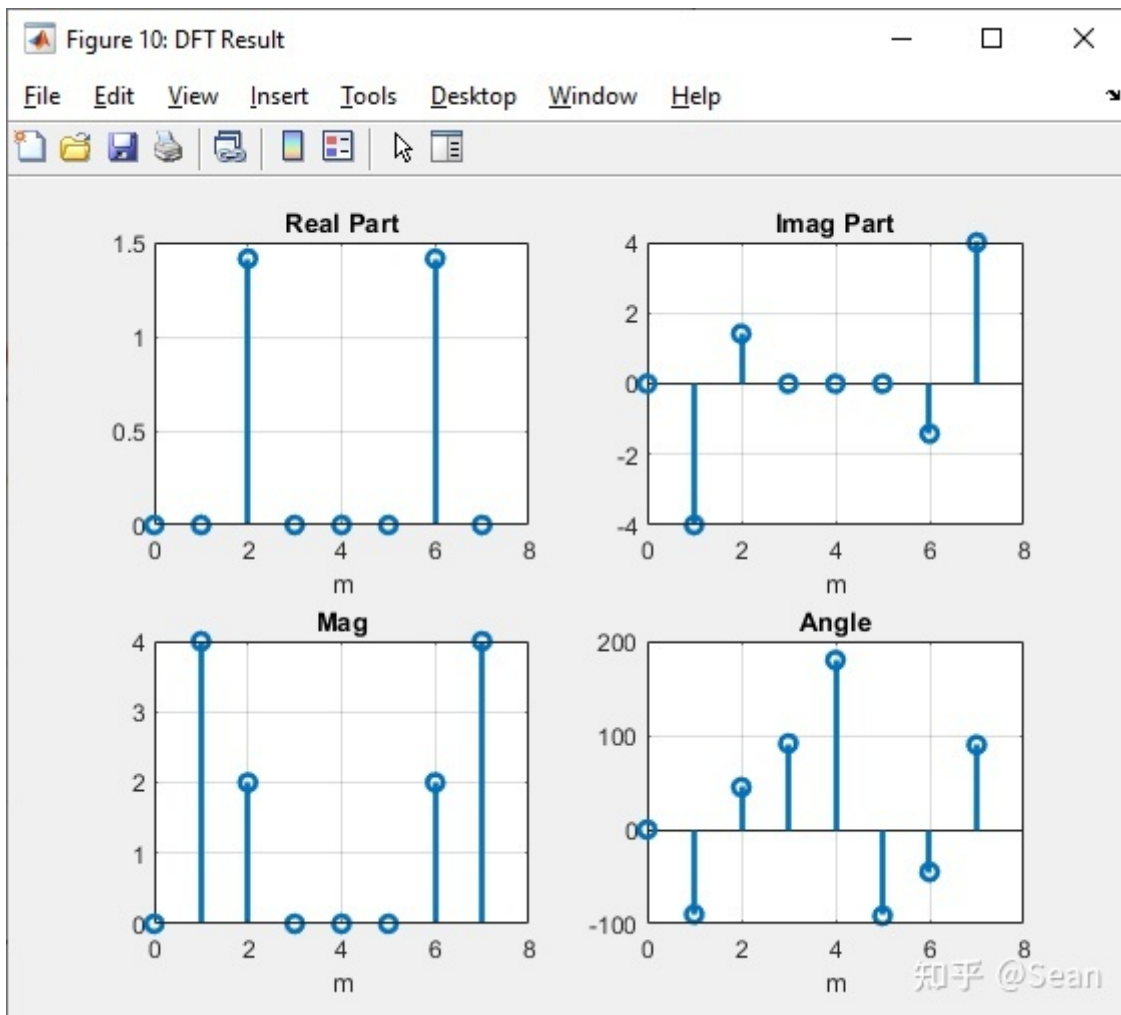 Figure 10: DFT Result
File Edit View Insert Tools Desktop Window Help
Real Part
1.5
1
0.5
0
0 2 4 6 8
m
Imag Part
4
2
0
-2
-4
0 2 4 6 8
m
Mag
4
3
2
1
0
0 2 4 6 8
m
Angle
200
100
0
-100
0 2 4 6 8
m
知乎 @Sean